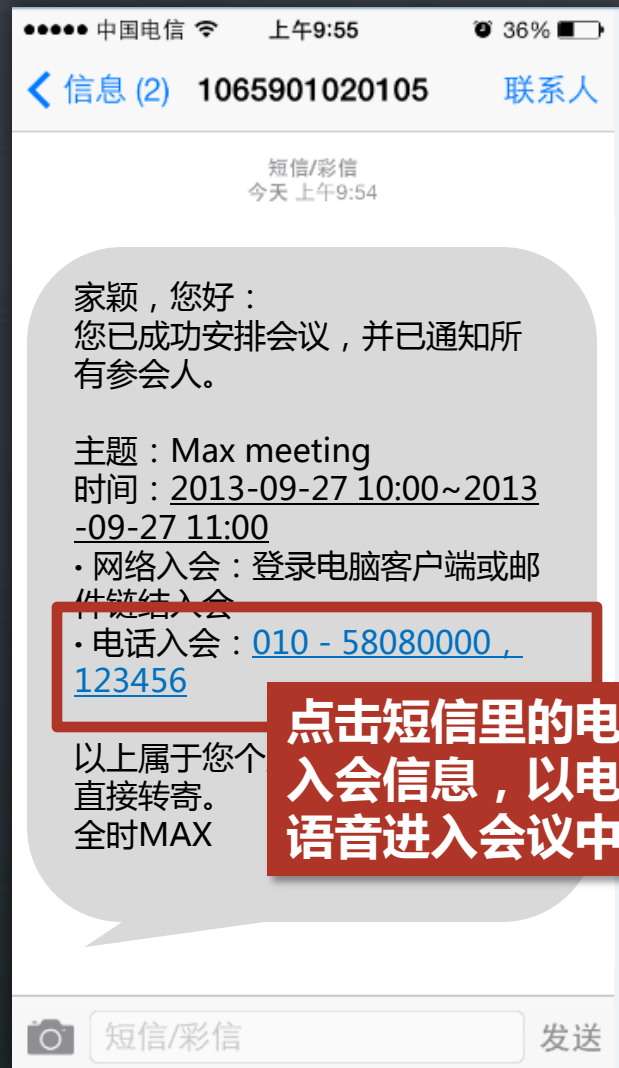 中国电信 上午9:55 36%
信息 (2) 1065901020105 联系人
短信/彩信
今天 上午9:54
家颖，您好：
您已成功安排会议，并已通知所
有参会人。
主题：Max meeting
时间：2013-09-27 10:00~2013
-09-27 11:00
· 网络入会：登录电脑客户端或邮
件链结入会
· 电话入会：010 - 58080000，
123456
点击短信里的电
入会信息，以电
语音进入会议中
以上属于您个
直接转寄。
全时MAX
短信/彩信 发送